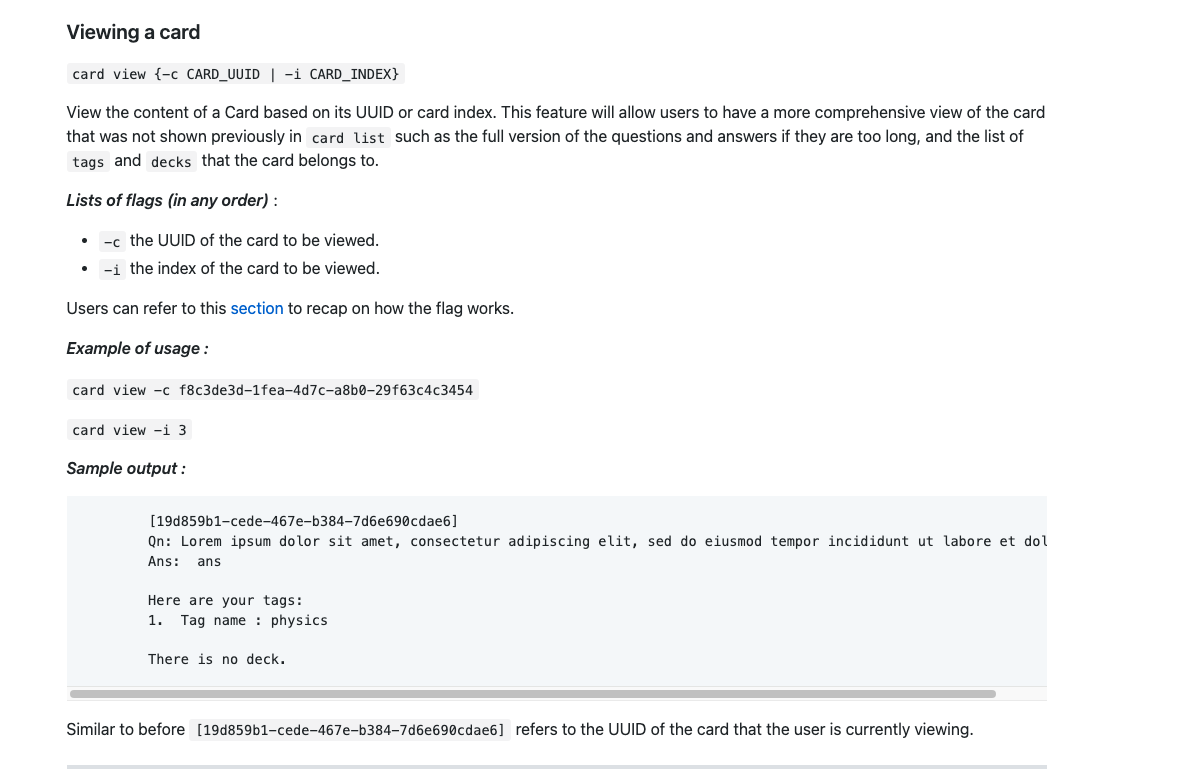 Viewing a card
card view {-c CARD_UUID | -i CARD_INDEX}
View the content of a Card based on its UUID or card index. This feature will allow users to have a more comprehensive view of the card
that was not shown previously in card list such as the full version of the questions and answers if they are too long, and the list of
tags and decks that the card belongs to.
Lists of flags (in any order) :
• -c the UUID of the card to be viewed.
• -i the index of the card to be viewed.
Users can refer to this section to recap on how the flag works.
Example of usage :
card view -c f8c3de3d-1fea-4d7c-a8b0-29f63c4c3454
card view -i 3
Sample output :
[19d859b1-cede-467e-b384-7d6e690cdae6]
Qn: Lorem ipsum dolor sit amet, consectetur adipiscing elit, sed do eiusmod tempor incididunt ut labore et dol
Ans:  ans
Here are your tags:
1.  Tag name : physics
There is no deck.
Similar to before [19d859b1-cede-467e-b384-7d6e690cdae6] refers to the UUID of the card that the user is currently viewing.